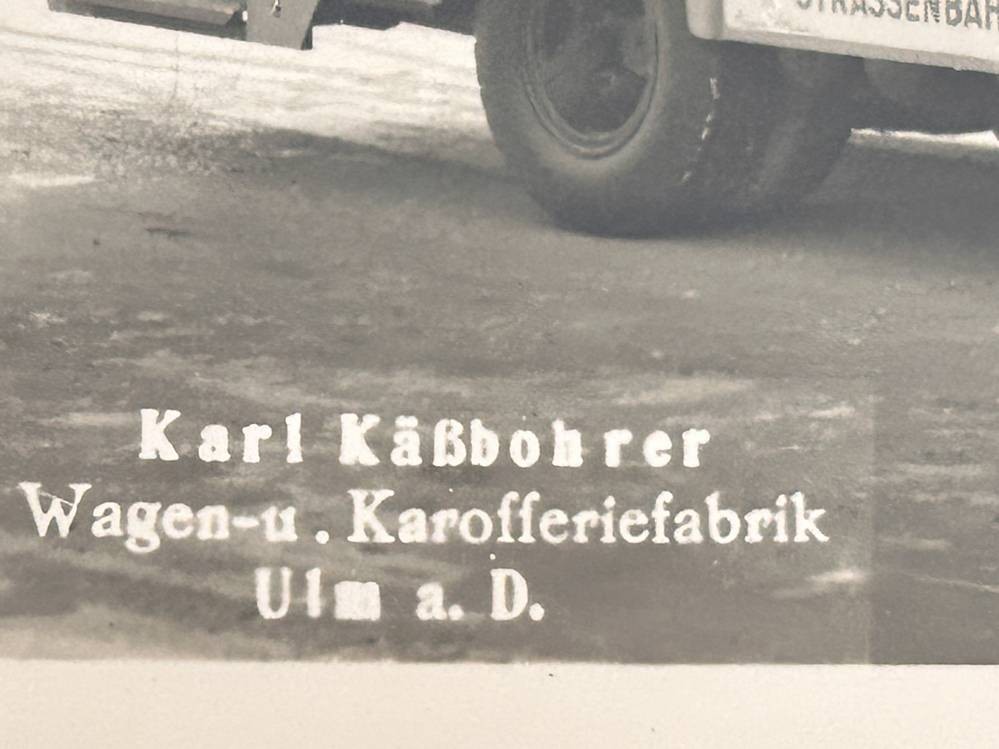 STRASSENBAH
Karl Käßbohrer
Wagen-u. Karofferiefabrik
Ulm a. D.